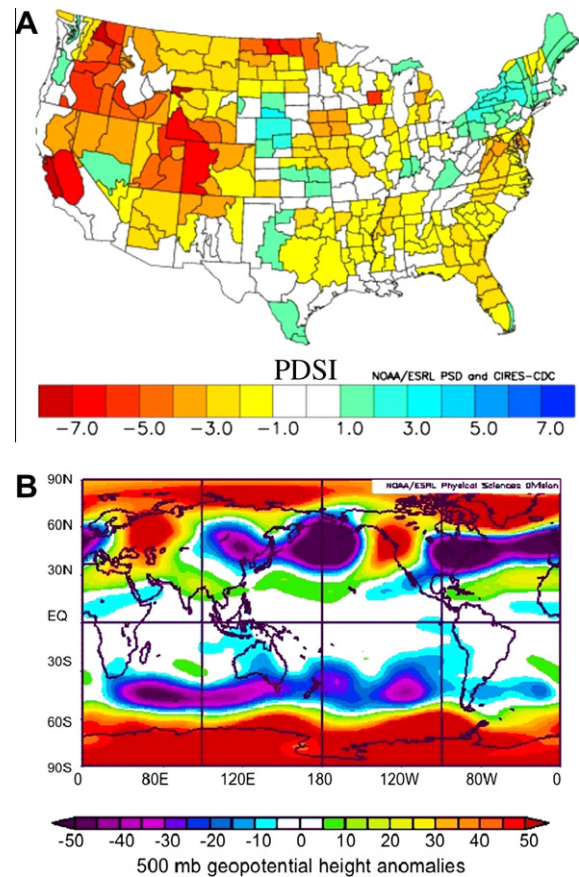 A
PDSI
NOAA/ESRL PSD and CIRES-CDC
-7.0 -5.0 -3.0 -1.0 1.0 3.0 5.0 7.0
B
NOAA/ESRL Physical Sciences Division
90N
60N
30N
EQ
30S
60S
90S
0 80E 120E 180 120W 80W 0
-50 -40 -30 -20 -10 0 10 20 30 40 50
500 mb geopotential height anomalies